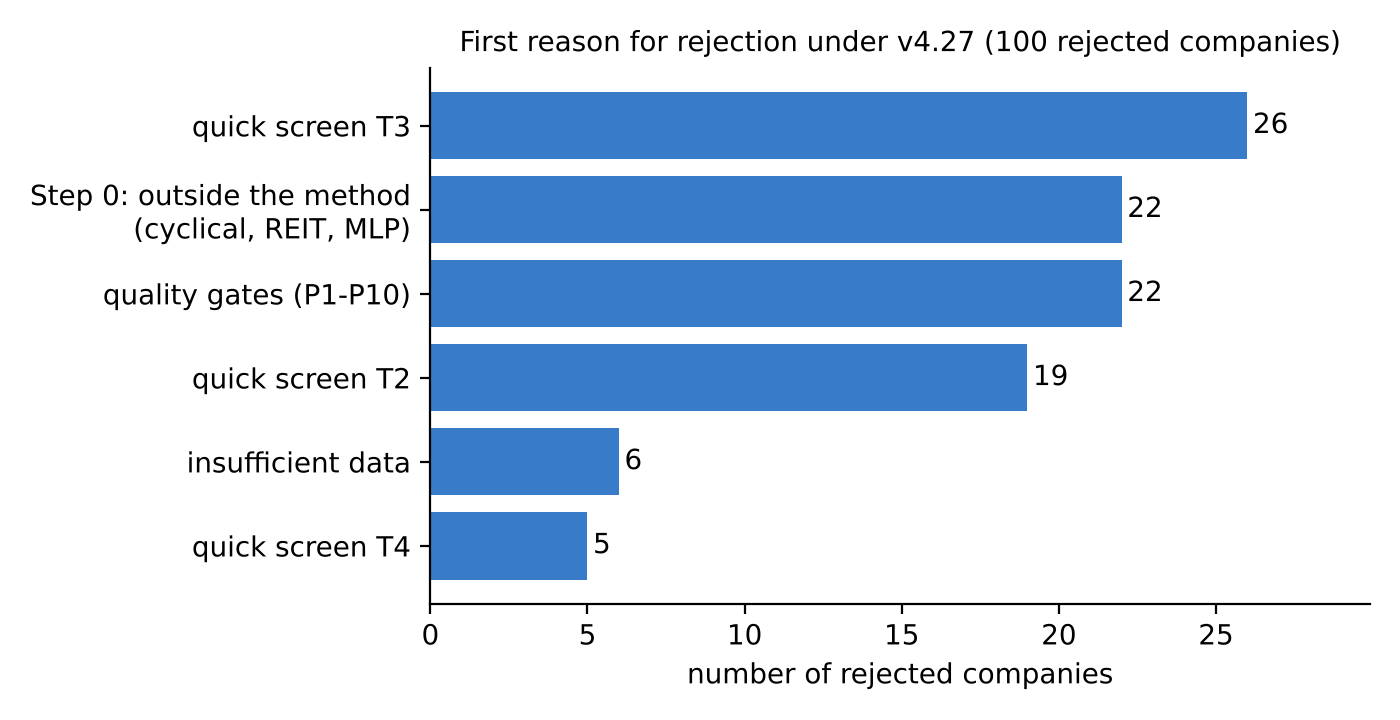 First reason for rejection under v4.27 (100 rejected companies)
quick screen T3
26
Step 0: outside the method
(cyclical, REIT, MLP)
22
quality gates (P1-P10)
22
quick screen T2
19
insufficient data
6
quick screen T4
5
0 5 10 15 20 25
number of rejected companies